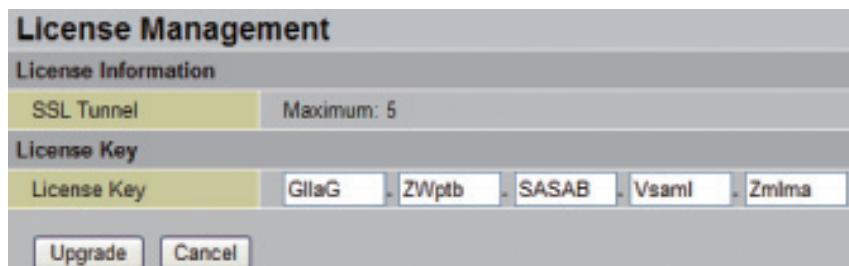 License Management
License Information
SSL Tunnel Maximum: 5
License Key
License Key GllaG . ZWptb . SASAB . Vsaml . Zmlma
Upgrade Cancel